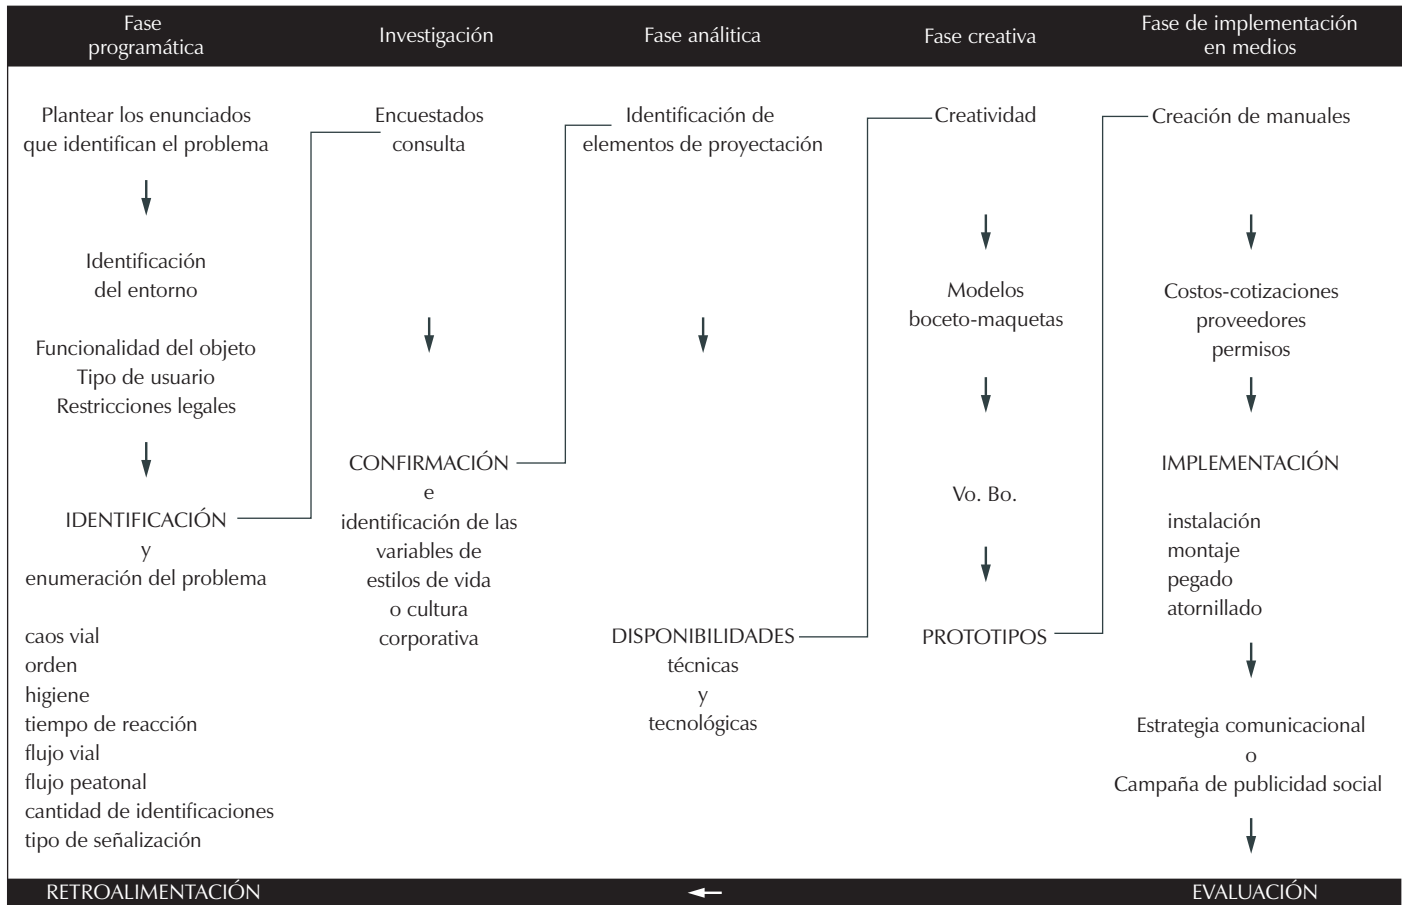 Fase
programática
Investigación
Fase análitica
Fase creativa
Fase de implementación
en medios
Plantear los enunciados
que identifican el problema
Identificación
del entorno
Funcionalidad del objeto
Tipo de usuario
Restricciones legales
IDENTIFICACIÓN
y
enumeración del problema
caos vial
orden
higiene
tiempo de reacción
flujo vial
flujo peatonal
cantidad de identificaciones
tipo de señalización
Encuestados
consulta
CONFIRMACIÓN
e
identificación de las
variables de
estilos de vida
o cultura
corporativa
Identificación de
elementos de proyectación
DISPONIBILIDADES
técnicas
y
tecnológicas
Creatividad
Modelos
boceto-maquetas
Vo. Bo.
PROTOTIPOS
Creación de manuales
Costos-cotizaciones
proveedores
permisos
IMPLEMENTACIÓN
instalación
montaje
pegado
atornillado
Estrategia comunicacional
o
Campaña de publicidad social
RETROALIMENTACIÓN
EVALUACIÓN